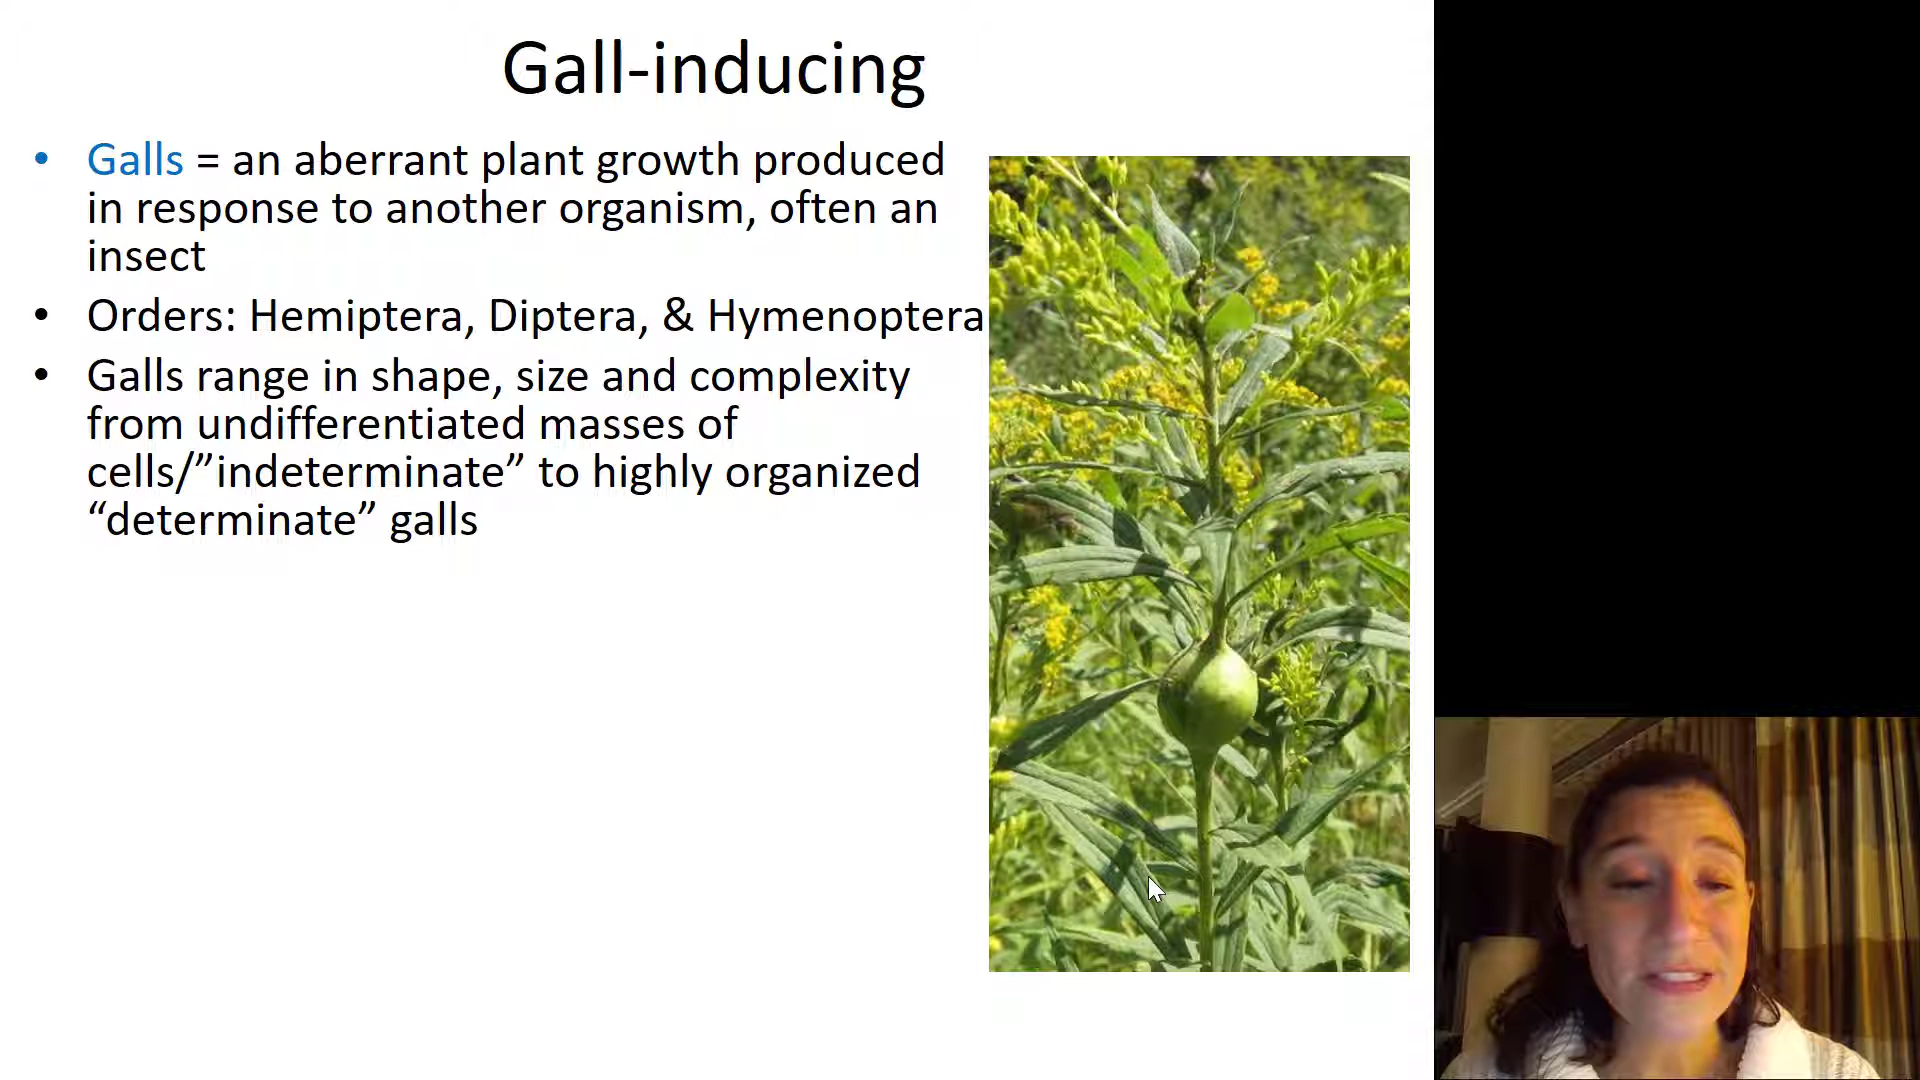 Gall-inducing
• Galls = an aberrant plant growth produced
in response to another organism, often an
insect
• Orders: Hemiptera, Diptera, & Hymenoptera
• Galls range in shape, size and complexity
from undifferentiated masses of
cells/”indeterminate” to highly organized
“determinate” galls